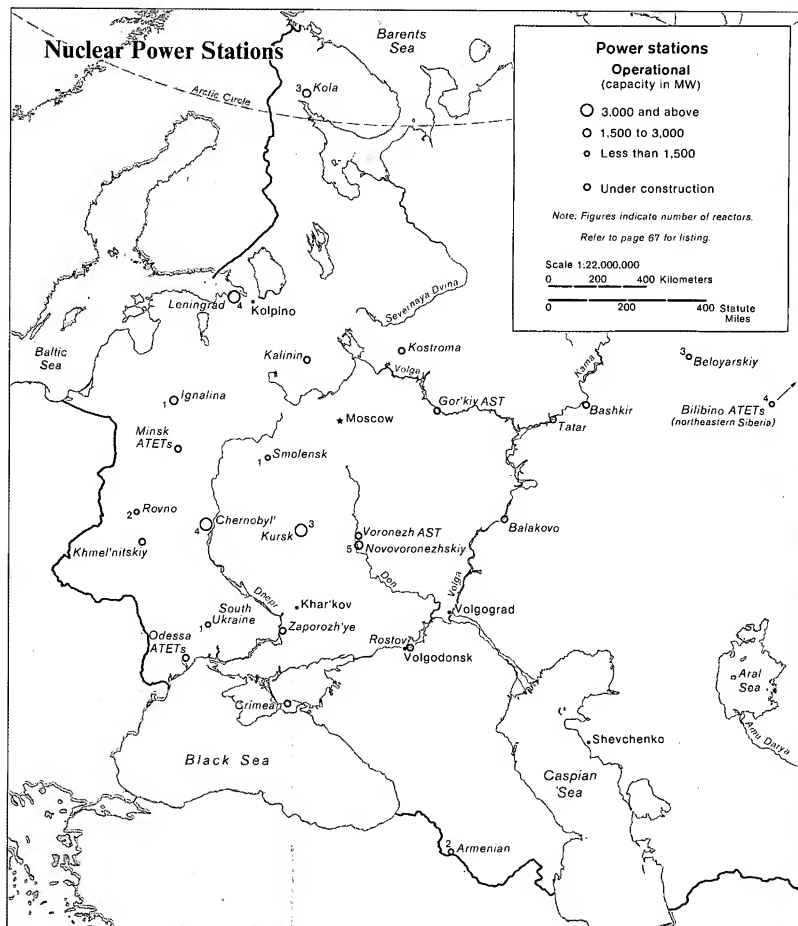 Nuclear Power Stations
Barents
Sea
Power stations
Operational
(capacity in MW)
3,000 and above
1,500 to 3,000
Less than 1,500
Under construction
Note: Figures indicate number of reactors.
Refer to page 67 for listing.
Scale 1:22,000,000
0 200 400 Kilometers
0 200 400 Statute
Miles
Arctic Circle
3 Kola
Severnaya Dvina
Leningrad 4
Kolpino
Baltic
Sea
Kalinin
Kostroma
Volga
Kama
3 Beloyarskiy
Ignalina
1
Gor'kiy AST
Bashkir
4
Bilibino ATETs
(northeastern Siberia)
Tatar
Moscow
Minsk
ATETs
1 Smolensk
2 Rovno
Chernobyl'
4
Kursk 3
Voronezh AST
5 Novovoronezhskiy
Balakovo
Khmel'nitskiy
Don
Volga
Dnepr
Khar'kov
Volgograd
South
Ukraine
1
Zaporozh'ye
Odessa
ATETs
Rostov
Volgodonsk
Aral
Sea
Crimean
Amu Darya
Black Sea
Shevchenko
Caspian
Sea
2 Armenian